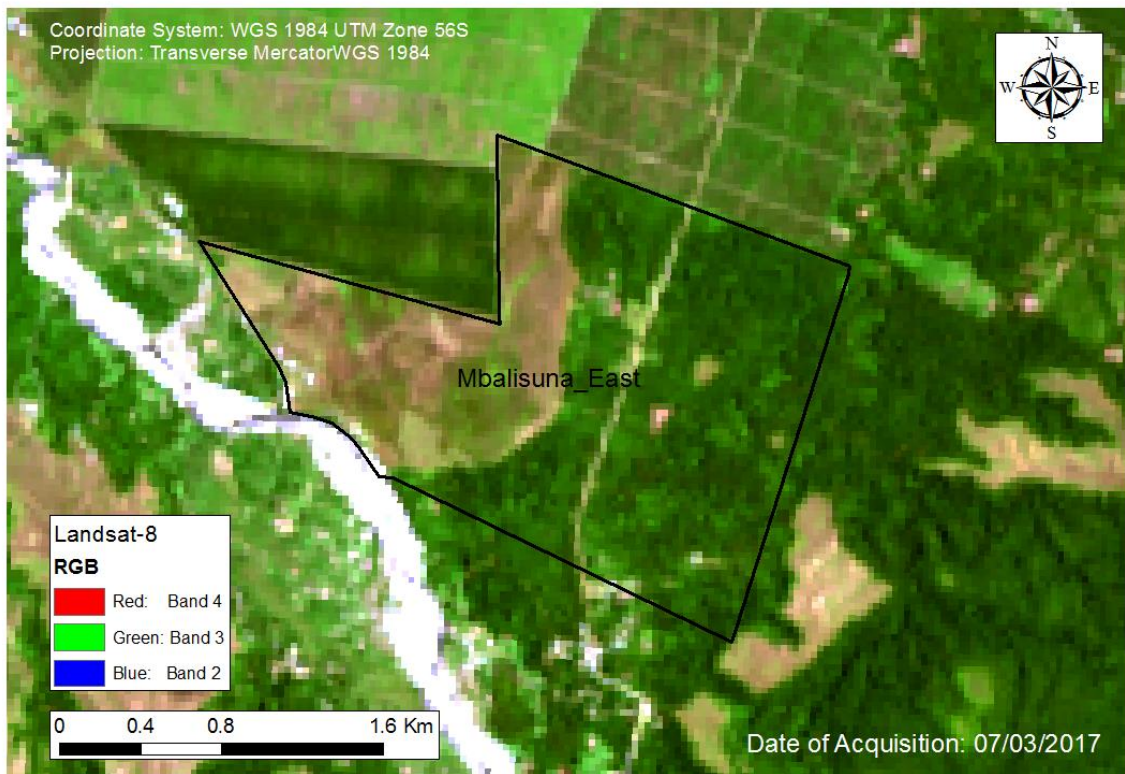 Coordinate System: WGS 1984 UTM Zone 56S
Projection: Transverse MercatorWGS 1984
N
W E
S
Mbalisuna_East
Landsat-8
RGB
Red: Band 4
Green: Band 3
Blue: Band 2
0 0.4 0.8 1.6 Km
Date of Acquisition: 07/03/2017